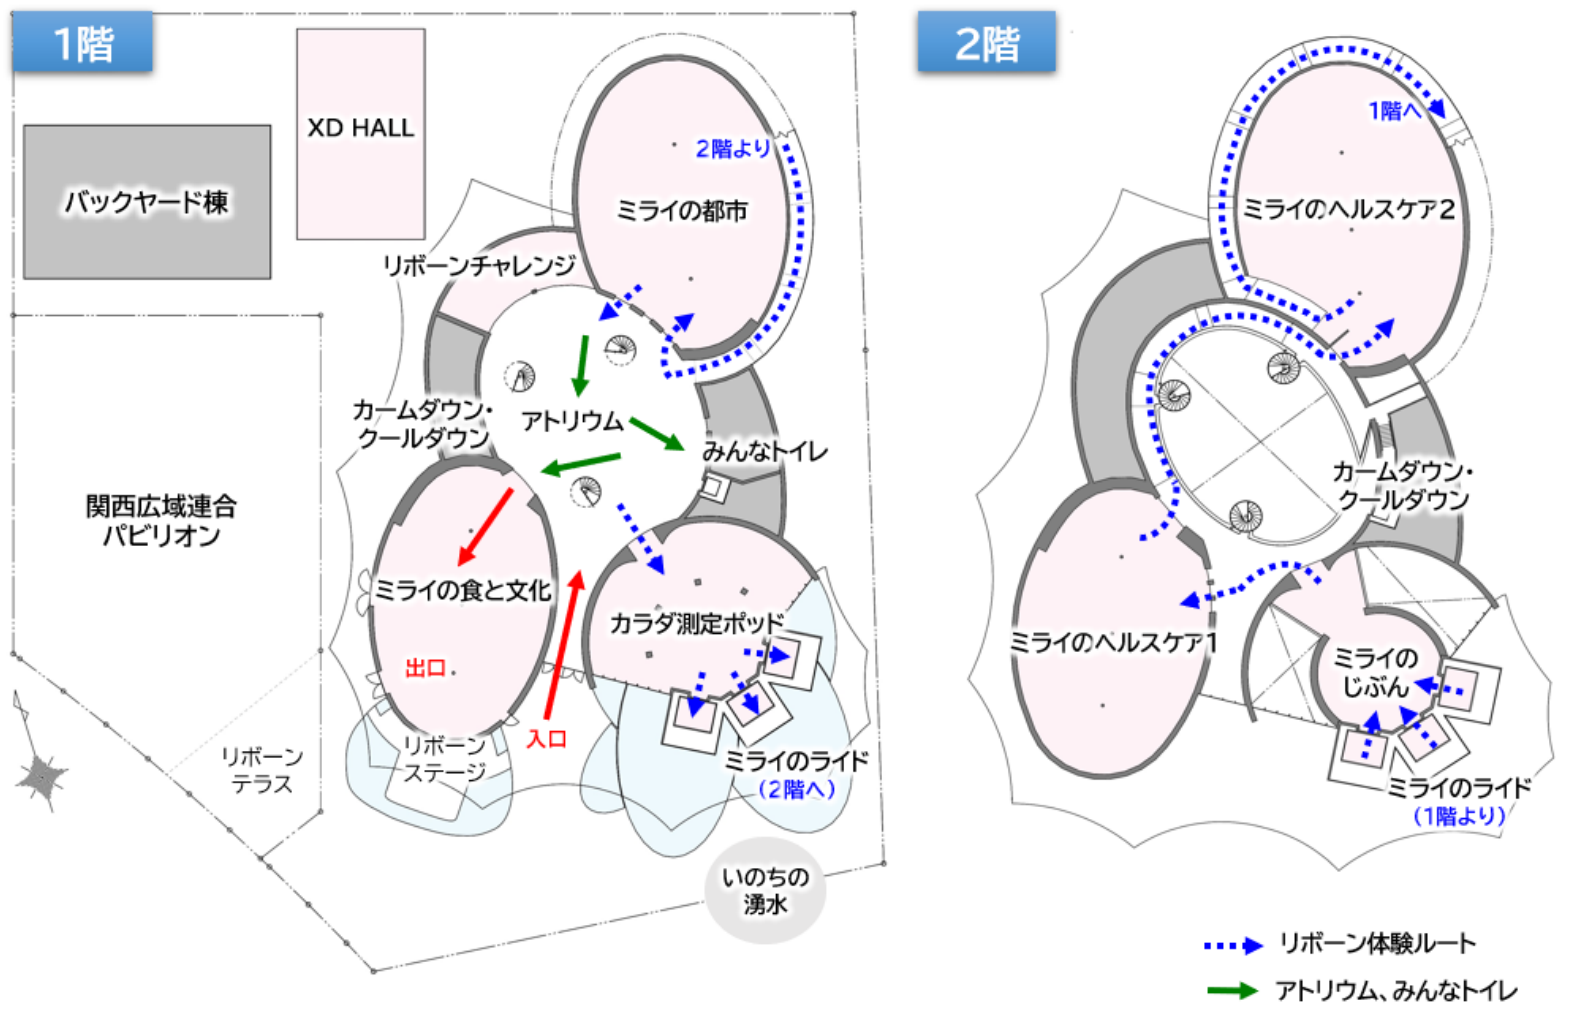 1階
XD HALL
バックヤード棟
2階より
ミライの都市
リボーンチャレンジ
カームダウン・
クールダウン
アトリウム
みんなトイレ
関西広域連合
パビリオン
ミライの食と文化
カラダ測定ポッド
出口
入口
リボーン
テラス
リボーン
ステージ
ミライのライド
（2階へ）
いのちの
湧水
2階
1階へ
ミライのヘルスケア2
カームダウン・
クールダウン
ミライのヘルスケア1
ミライの
じぶん
ミライのライド
（1階より）
リボーン体験ルート
アトリウム、みんなトイレ